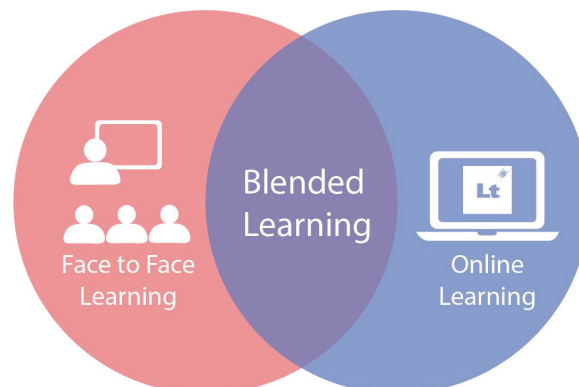 Blended
Learning
Face to Face
Learning
Lt
Online
Learning